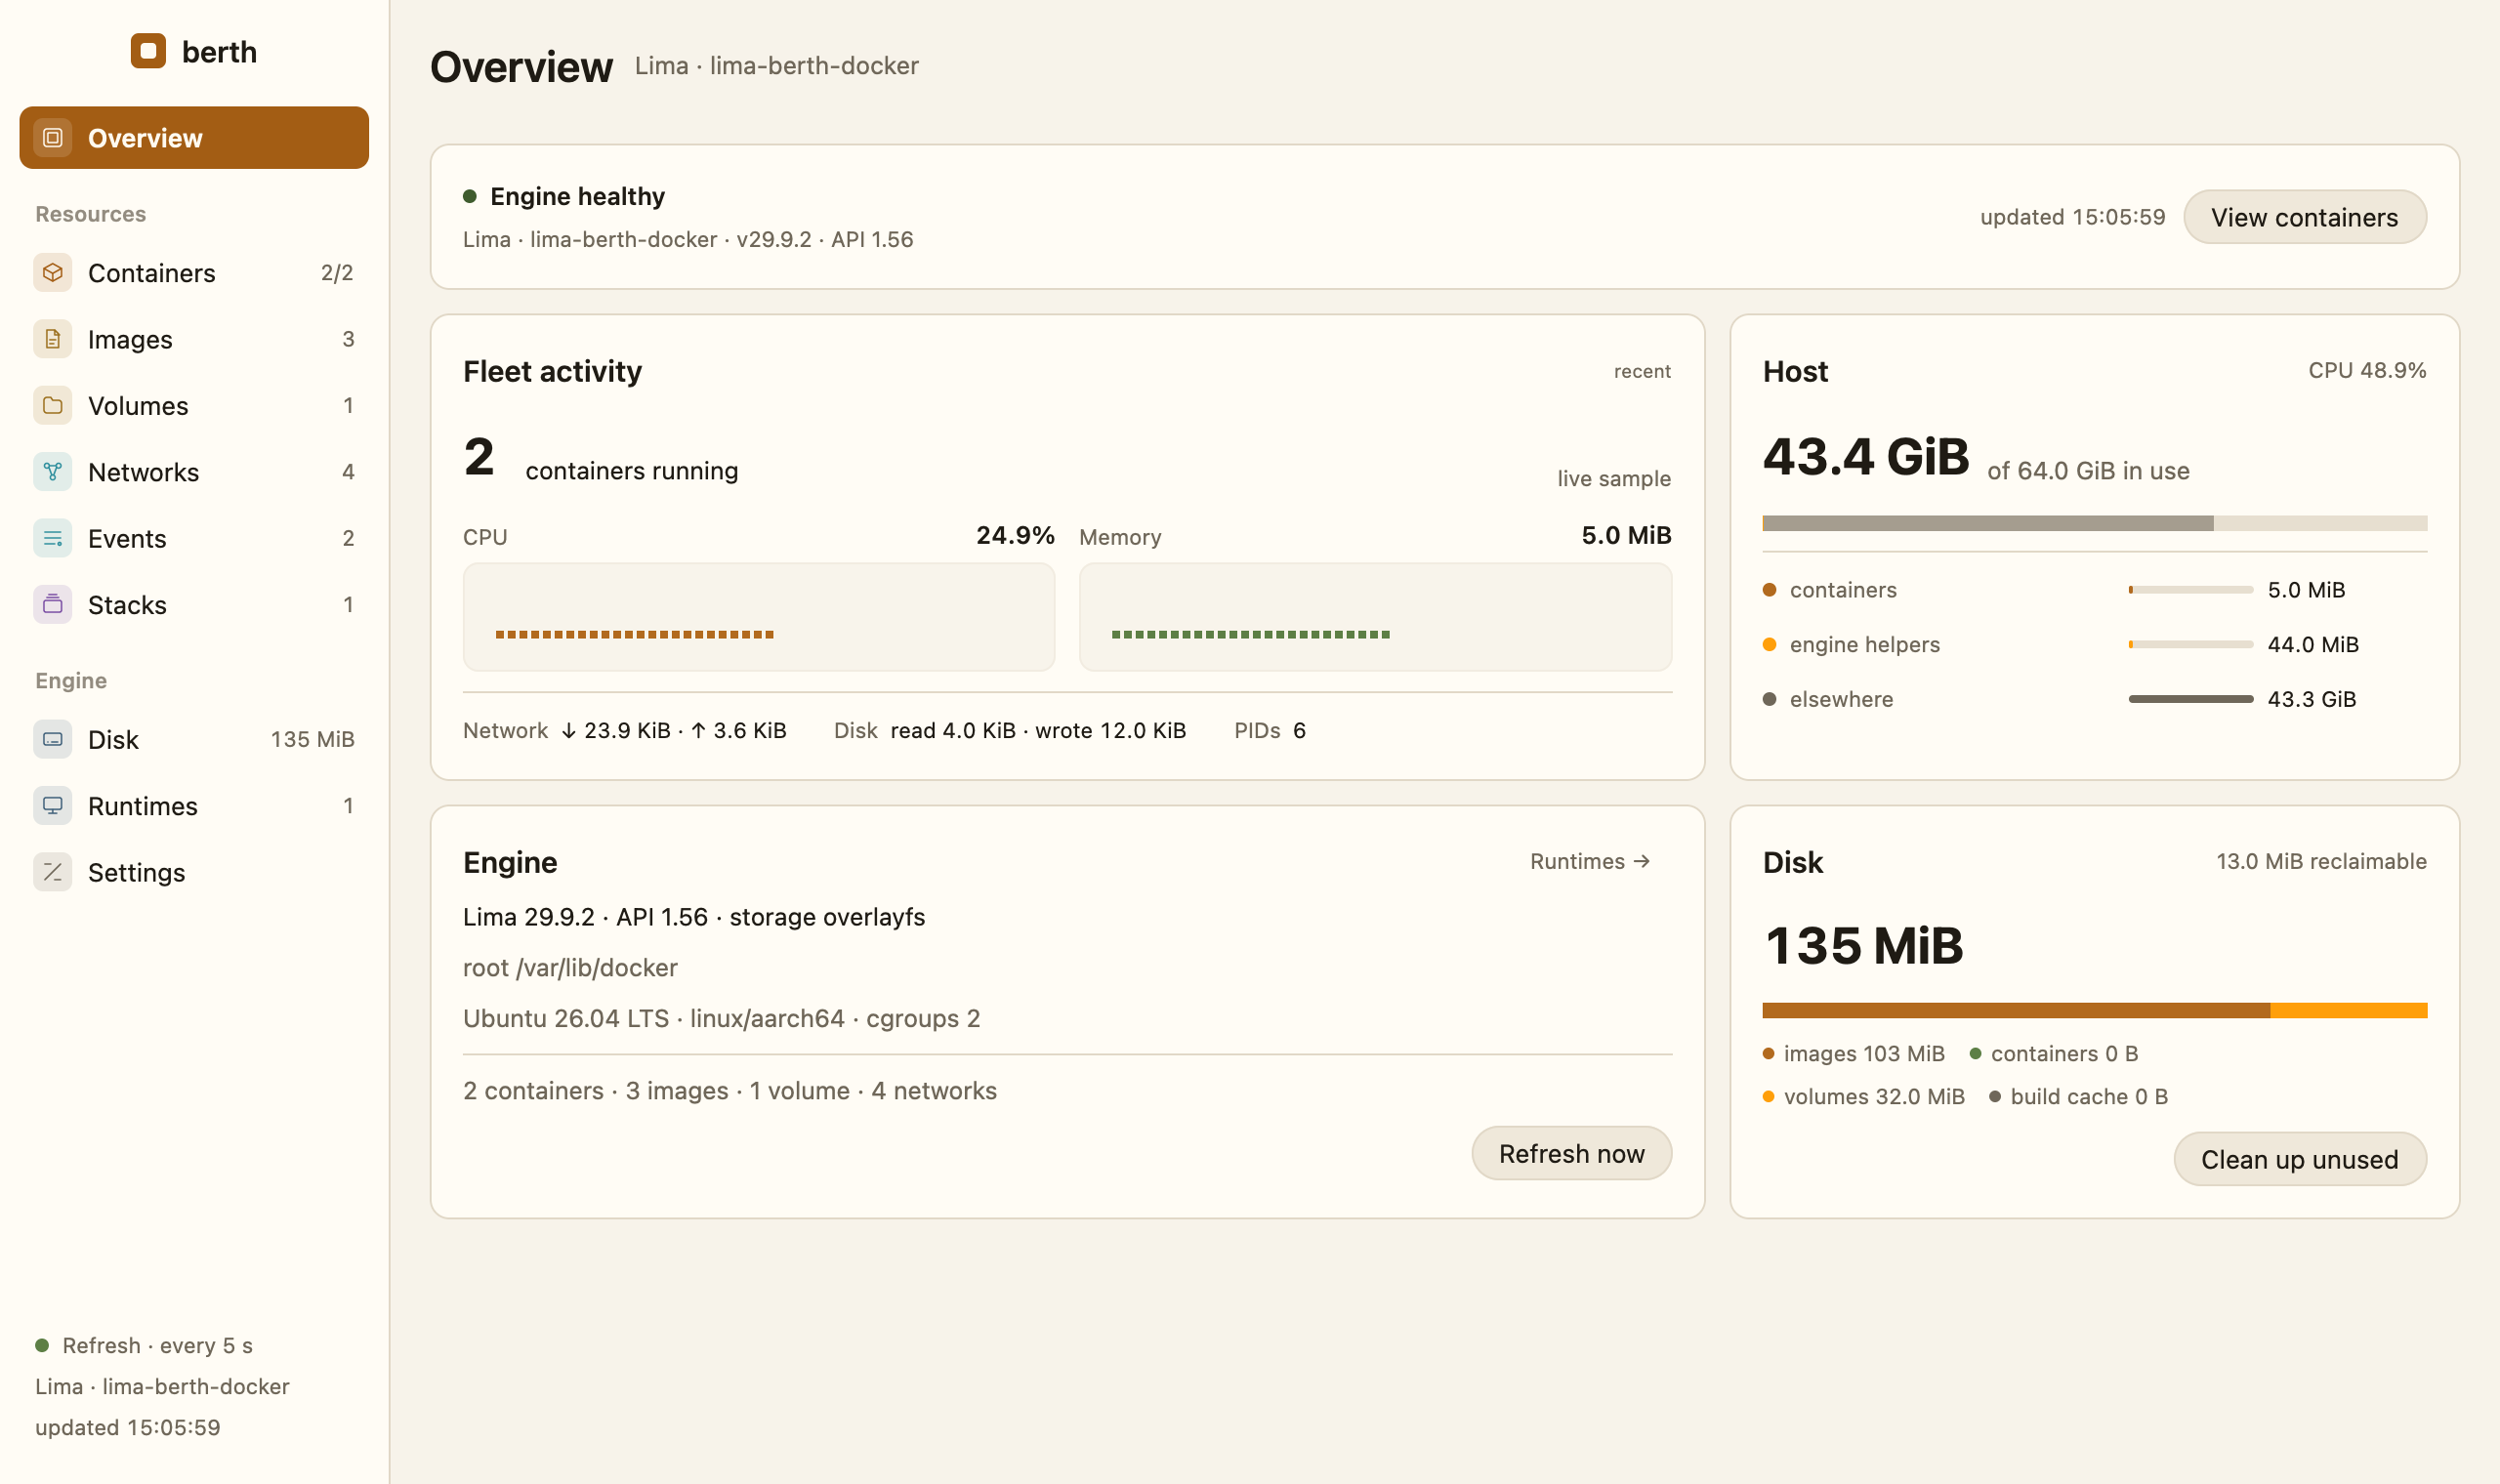 berth
Overview
Resources
Containers 2/2
Images 3
Volumes 1
Networks 4
Events 2
Stacks 1
Engine
Disk 135 MiB
Runtimes 1
Settings
Refresh · every 5 s
Lima · lima-berth-docker
updated 15:05:59
Overview Lima · lima-berth-docker
Engine healthy
Lima · lima-berth-docker · v29.9.2 · API 1.56
updated 15:05:59 View containers
Fleet activity recent
2 containers running live sample
CPU 24.9% Memory 5.0 MiB
Network ↓ 23.9 KiB · ↑ 3.6 KiB Disk read 4.0 KiB · wrote 12.0 KiB PIDs 6
Host CPU 48.9%
43.4 GiB of 64.0 GiB in use
containers 5.0 MiB
engine helpers 44.0 MiB
elsewhere 43.3 GiB
Engine Runtimes →
Lima 29.9.2 · API 1.56 · storage overlayfs
root /var/lib/docker
Ubuntu 26.04 LTS · linux/aarch64 · cgroups 2
2 containers · 3 images · 1 volume · 4 networks
Refresh now
Disk 13.0 MiB reclaimable
135 MiB
images 103 MiB containers 0 B
volumes 32.0 MiB build cache 0 B
Clean up unused